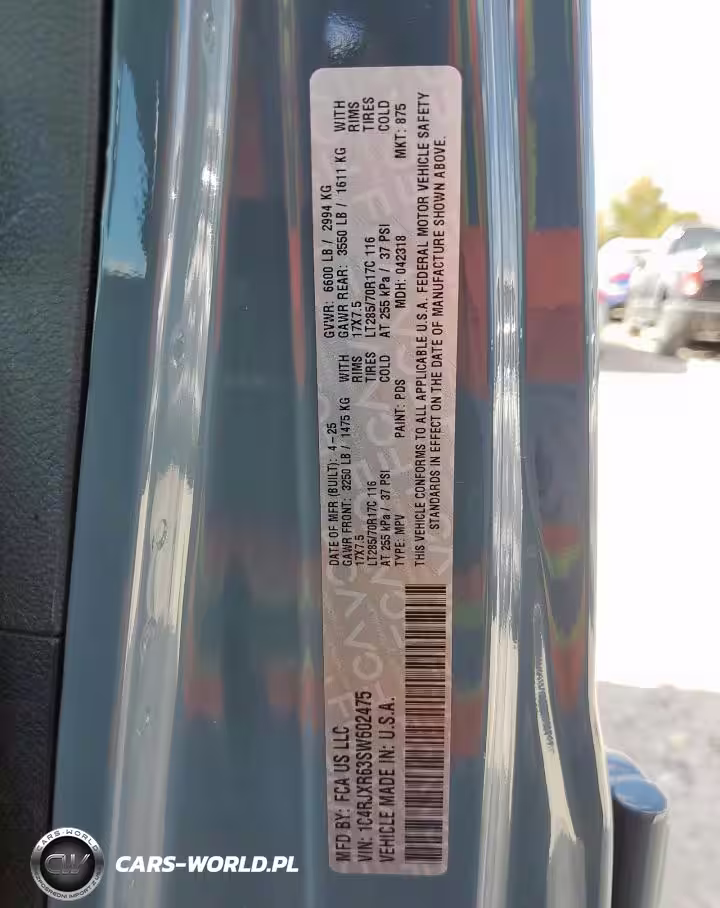 MFD BY: FCA US LLC
VIN: 1C4RJXR63SW602475
VEHICLE MADE IN: U.S.A.
DATE OF MFR (BUILT): 4-25 GVWR: 6600 LB / 2994 KG
GAWR FRONT: 3250 LB / 1475 KG WITH GAWR REAR: 3550 LB / 1611 KG WITH
17X7.5 RIMS 17X7.5 RIMS
LT285/70R17C 116 TIRES LT285/70R17C 116 TIRES
AT 255 kPa / 37 PSI COLD AT 255 kPa / 37 PSI COLD
TYPE: MPV PAINT: PDS MDH: 042318 MKT: 875
THIS VEHICLE CONFORMS TO ALL APPLICABLE U.S.A. FEDERAL MOTOR VEHICLE SAFETY
STANDARDS IN EFFECT ON THE DATE OF MANUFACTURE SHOWN ABOVE.
CARS-WORLD
CW
CARS-WORLD.PL